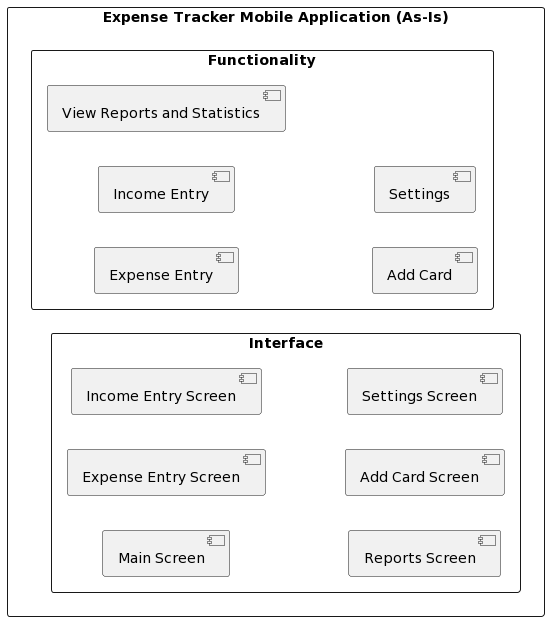 Expense Tracker Mobile Application (As-Is)
Functionality
View Reports and Statistics
Income Entry
Settings
Expense Entry
Add Card
Interface
Income Entry Screen
Settings Screen
Expense Entry Screen
Add Card Screen
Main Screen
Reports Screen